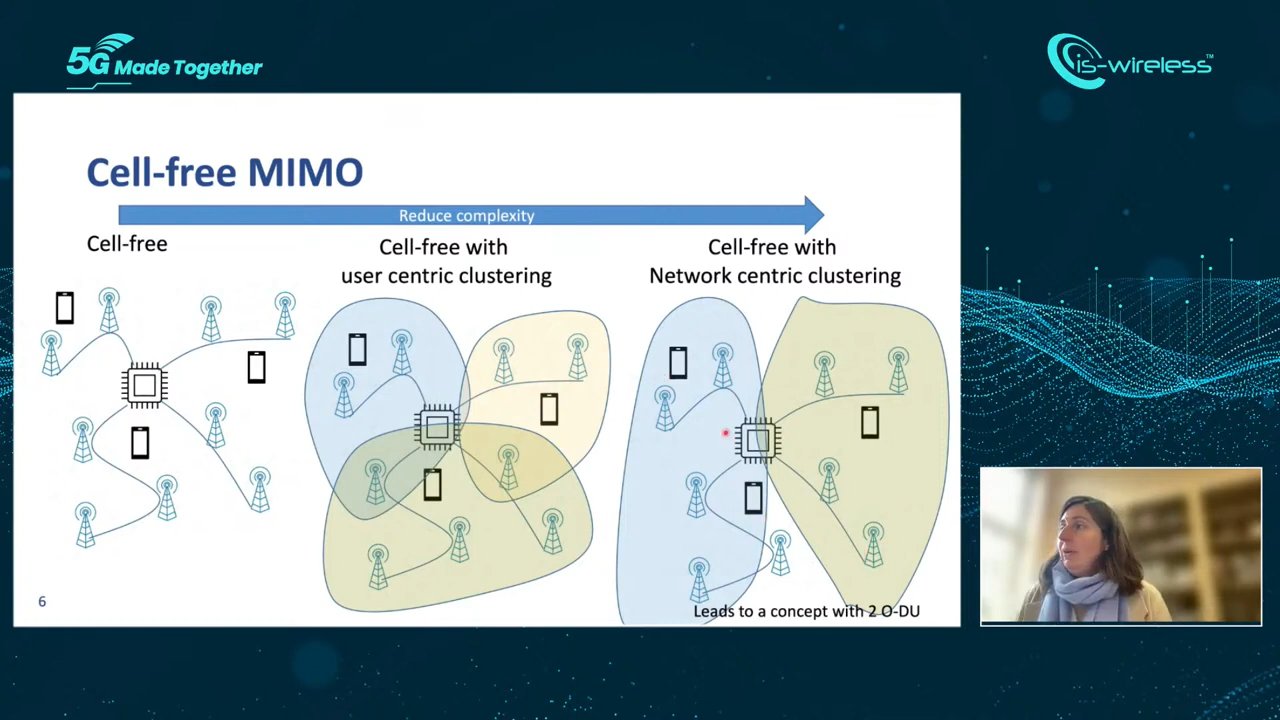 5G Made Together
is-wireless™
Cell-free MIMO
Reduce complexity
Cell-free
Cell-free with
user centric clustering
Cell-free with
Network centric clustering
Leads to a concept with 2 O-DU
6